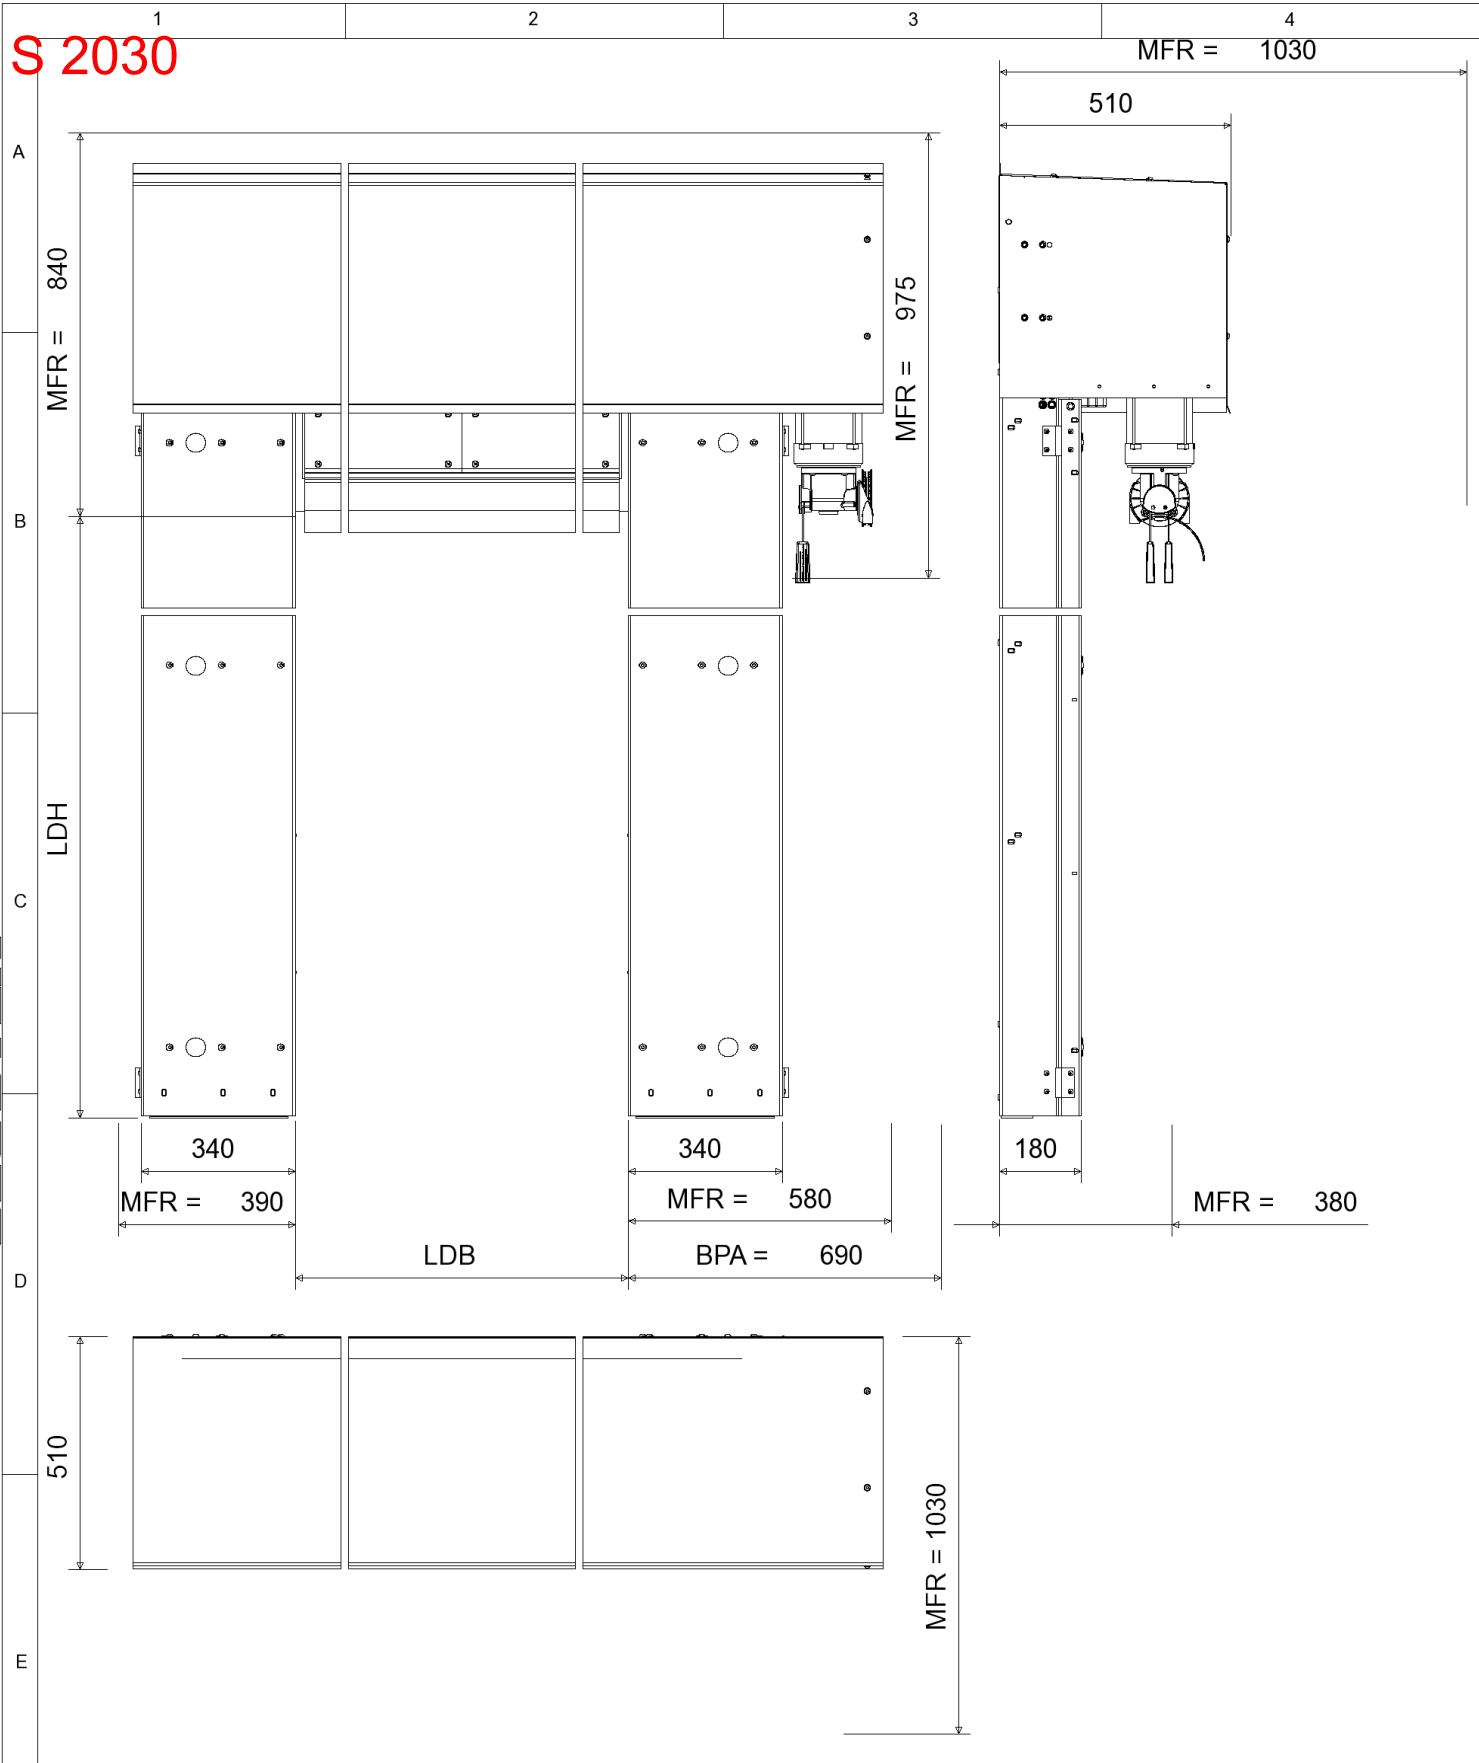 1 2 3 4
S 2030
MFR = 1030
510
A
MFR = 840
MFR = 975
B
LDH
C
340
340
180
MFR = 390
MFR = 580
MFR = 380
LDB
BPA = 690
D
510
MFR = 1030
E